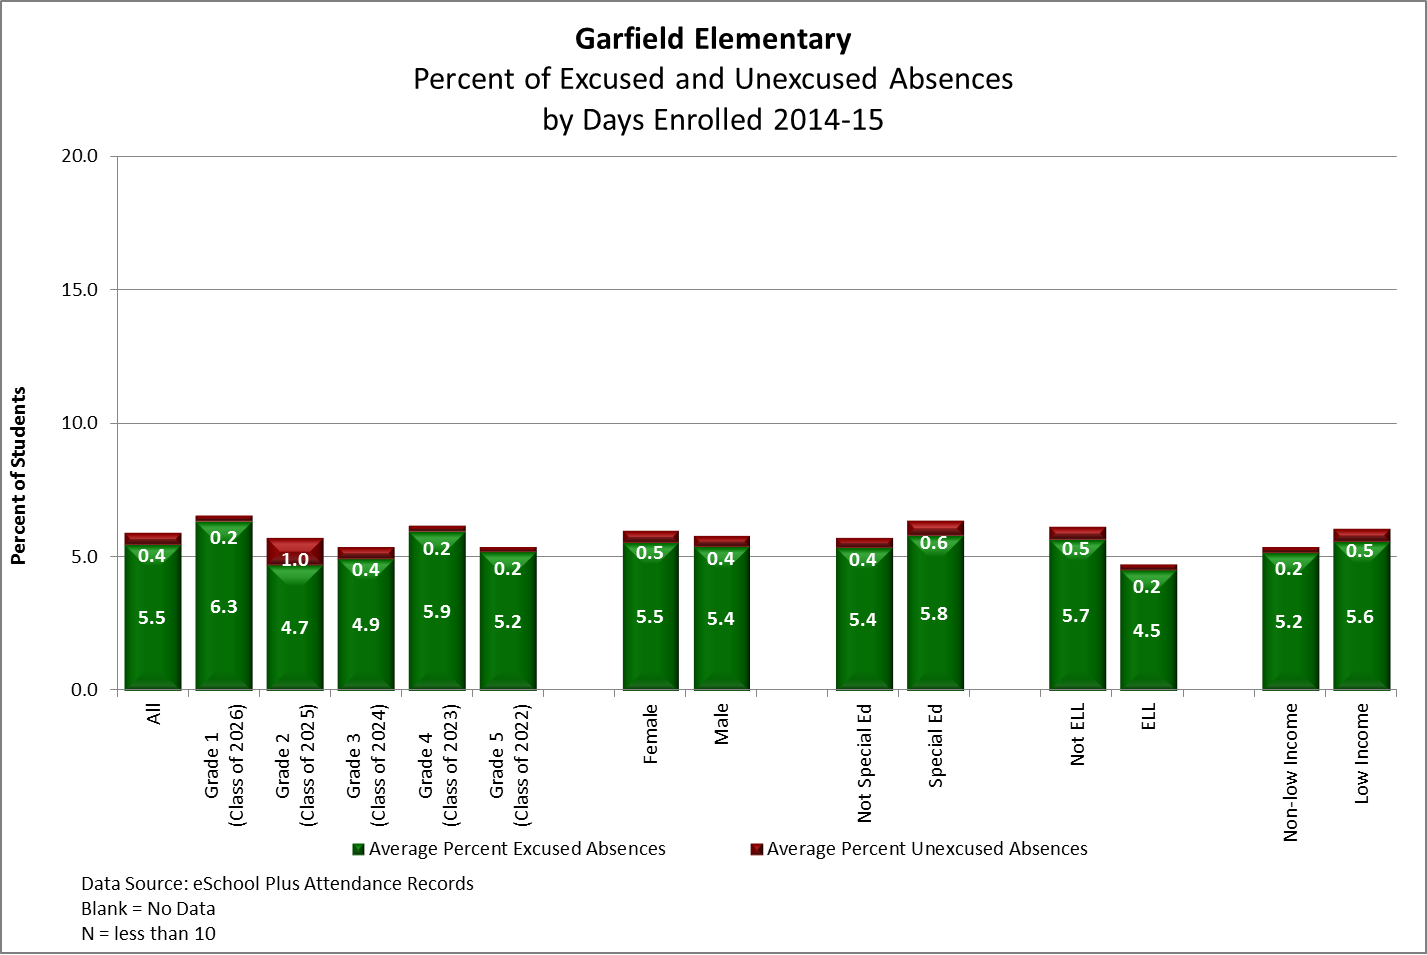 Garfield Elementary
Percent of Excused and Unexcused Absences
by Days Enrolled 2014-15
Percent of Students
20.0
15.0
10.0
5.0
0.0
0.4
0.2
1.0
0.4
0.2
0.2
0.5
0.4
0.4
0.6
0.5
0.2
0.2
0.5
5.5
6.3
4.7
4.9
5.9
5.2
5.5
5.4
5.4
5.8
5.7
4.5
5.2
5.6
All
Grade 1
(Class of 2026)
Grade 2
(Class of 2025)
Grade 3
(Class of 2024)
Grade 4
(Class of 2023)
Grade 5
(Class of 2022)
Female
Male
Not Special Ed
Special Ed
Not ELL
ELL
Non-low Income
Low Income
Average Percent Excused Absences
Average Percent Unexcused Absences
Data Source: eSchool Plus Attendance Records
Blank = No Data
N = less than 10